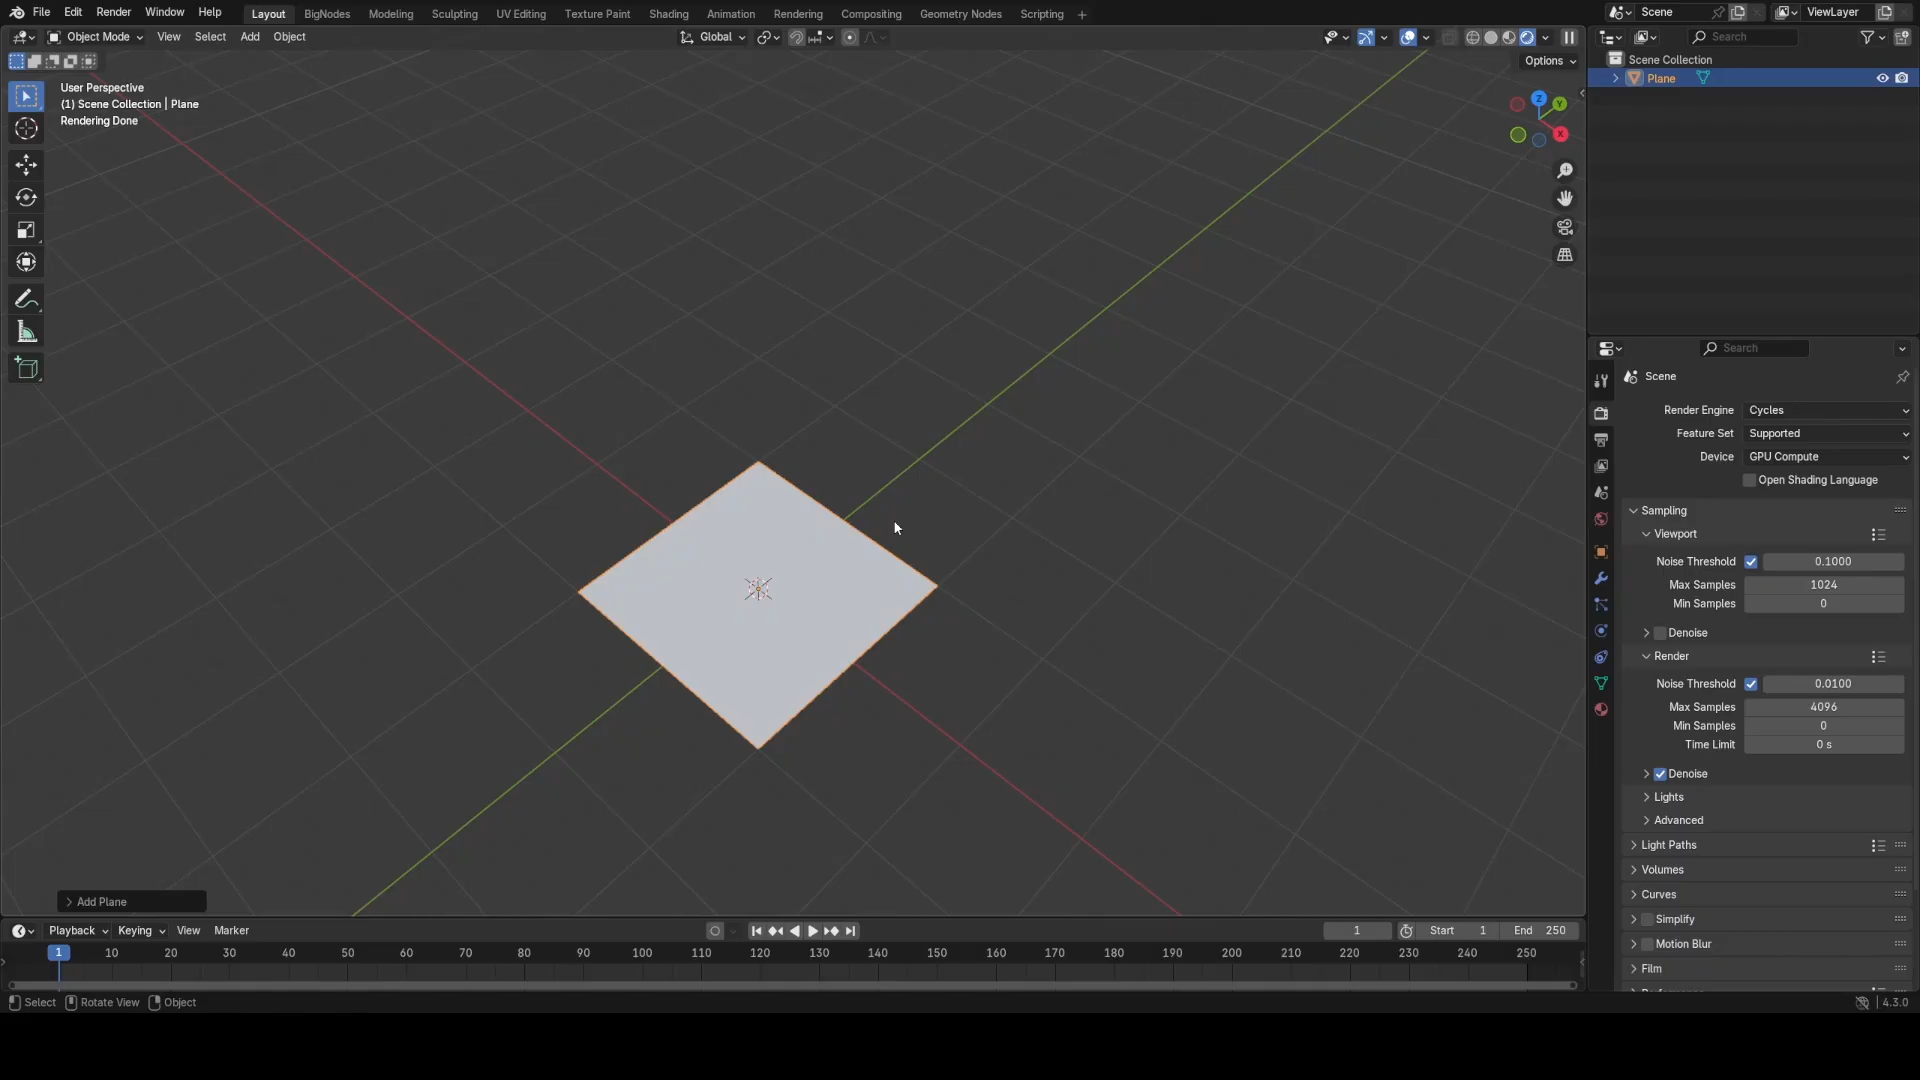 File Edit Render Window Help Layout BigNodes Modeling Sculpting UV Editing Texture Paint Shading Animation Rendering Compositing Geometry Nodes Scripting + Scene ViewLayer
Object Mode View Select Add Object Global Search
Options
User Perspective
(1) Scene Collection | Plane
Rendering Done
Scene Collection
Plane
Z
Y
X
Search
Scene
Render Engine Cycles
Feature Set Supported
Device GPU Compute
Open Shading Language
Sampling
Viewport
Noise Threshold 0.1000
Max Samples 1024
Min Samples 0
Denoise
Render
Noise Threshold 0.0100
Max Samples 4096
Min Samples 0
Time Limit 0 s
Denoise
Lights
Advanced
Light Paths
Volumes
Curves
Simplify
Motion Blur
Film
Add Plane
Playback Keying View Marker 1 Start 1 End 250
1 10 20 30 40 50 60 70 80 90 100 110 120 130 140 150 160 170 180 190 200 210 220 230 240 250
Select Rotate View Object 4.3.0